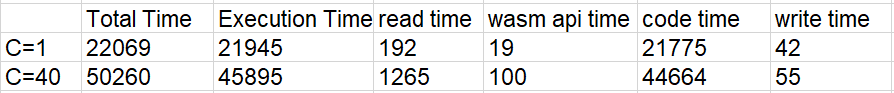 Total Time Execution Time read time wasm api time code time write time
C=1 22069 21945 192 19 21775 42
C=40 50260 45895 1265 100 44664 55